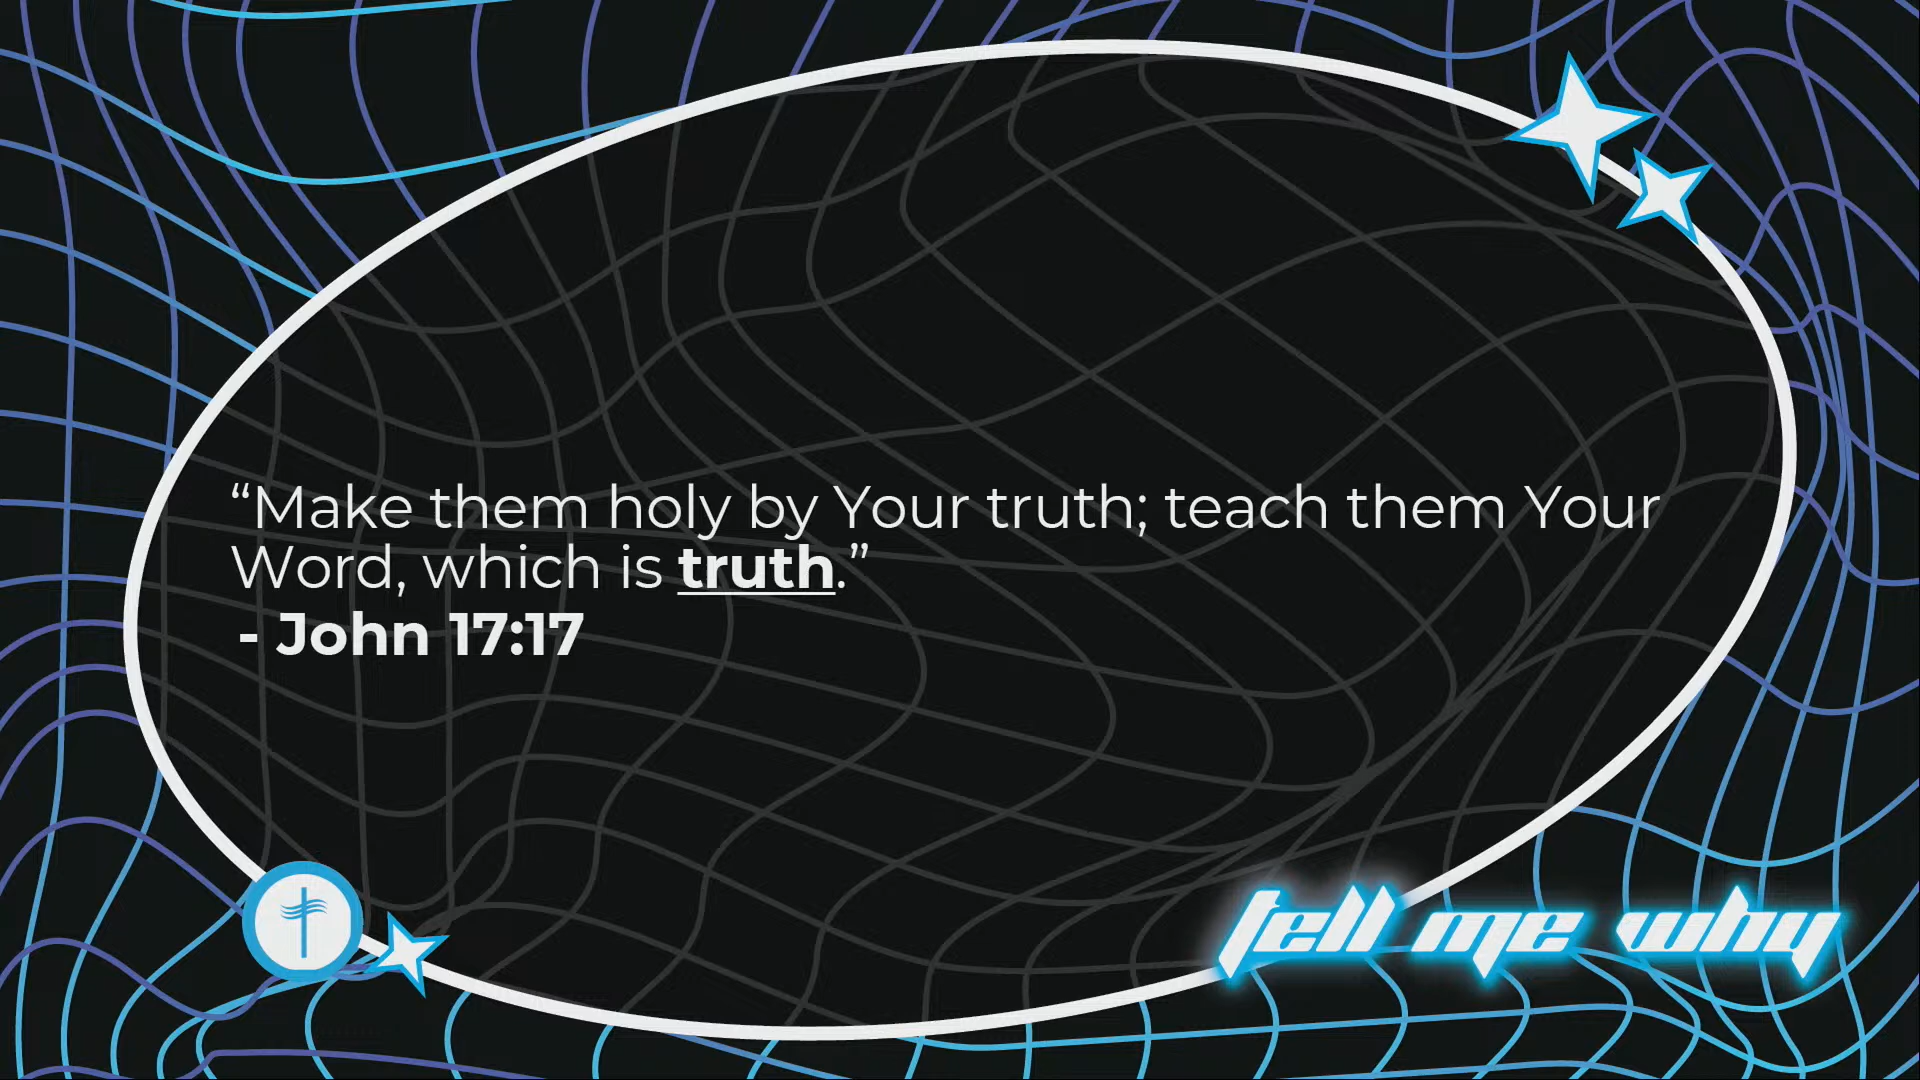 “Make them holy by Your truth; teach them Your
Word, which is truth.”
- John 17:17
tell me why